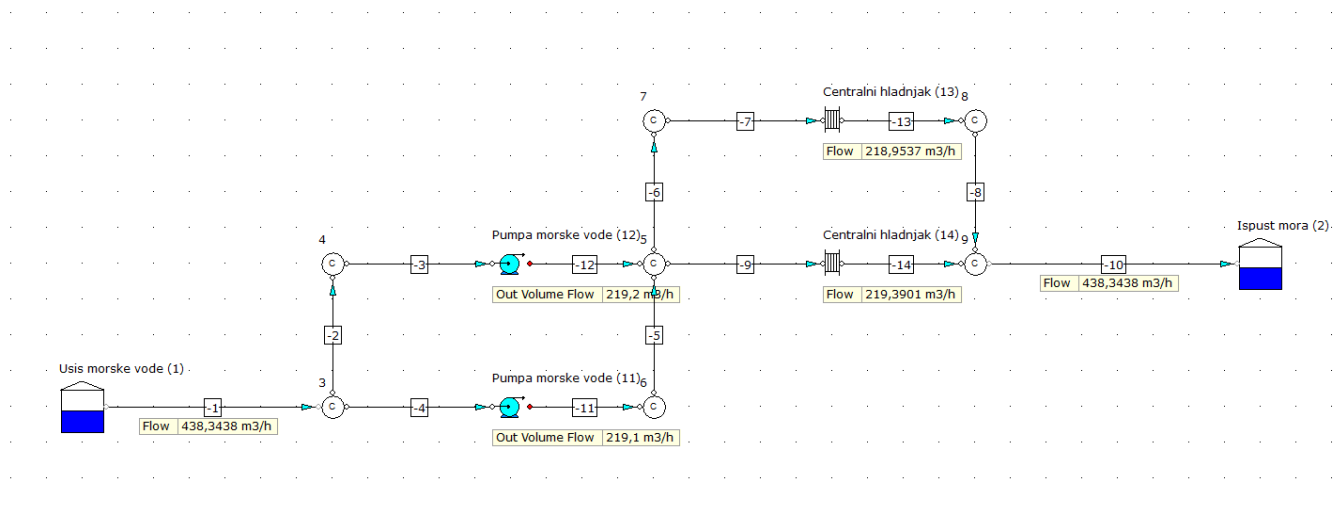 Centralni hladnjak (13) 8
7
C -7 -13 C
Flow 218,9537 m3/h
-6 -8
Ispust mora (2)
4 Pumpa morske vode (12) 5 Centralni hladnjak (14) 9
C -3 -12 C -9 -14 C -10
Flow 438,3438 m3/h
Out Volume Flow 219,2 m3/h Flow 219,3901 m3/h
-2 -5
Usis morske vode (1) 3 Pumpa morske vode (11) 6
-1 C -4 -11 C
Flow 438,3438 m3/h
Out Volume Flow 219,1 m3/h